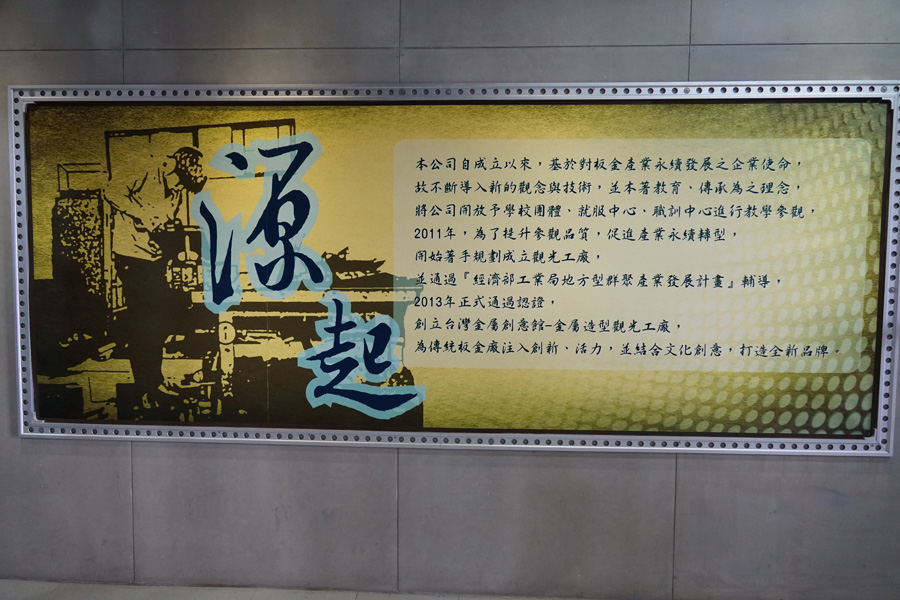 源起
本公司自成立以來，基於對板金產業永續發展之企業使命，
故不斷導入新的觀念與技術，並本著教育、傳承為之理念，
將公司開放予學校團體、就服中心、職訓中心進行教學參觀，
2011年，為了提升參觀品質，促進產業永續轉型，
開始著手規劃成立觀光工廠，
並通過『經濟部工業局地方型群聚產業發展計畫』輔導，
2013年正式通過認證，
創立台灣金屬創意館-金屬造型觀光工廠，
為傳統板金廠注入創新、活力，並結合文化創意，打造全新品牌。